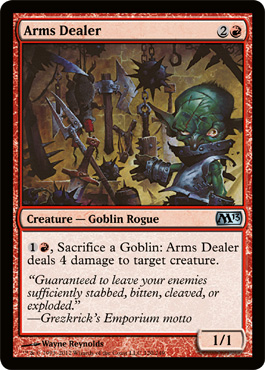 Arms Dealer 2
Creature — Goblin Rogue M13
1, Sacrifice a Goblin: Arms Dealer
deals 4 damage to target creature.
“Guaranteed to leave your enemies
sufficiently stabbed, bitten, cleaved, or
exploded.”
—Grezkrick’s Emporium motto
Wayne Reynolds
1/1